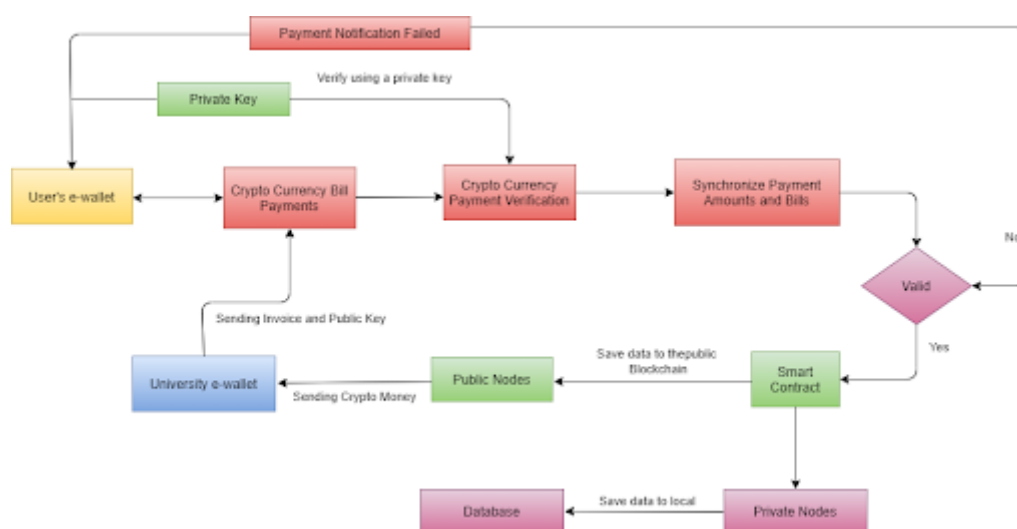 Payment Notification Failed
Verify using a private key
Private Key
User's e-wallet
Crypto Currency Bill
Payments
Crypto Currency
Payment Verification
Synchronize Payment
Amounts and Bills
No
Valid
Sending Invoice and Public Key
Yes
Save data to thepublic
Blockchain
University e-wallet
Sending Crypto Money
Public Nodes
Smart
Contract
Database
Save data to local
Private Nodes